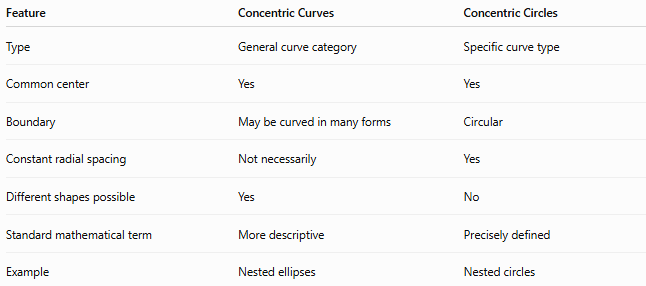 Feature Concentric Curves Concentric Circles
Type General curve category Specific curve type
Common center Yes Yes
Boundary May be curved in many forms Circular
Constant radial spacing Not necessarily Yes
Different shapes possible Yes No
Standard mathematical term More descriptive Precisely defined
Example Nested ellipses Nested circles